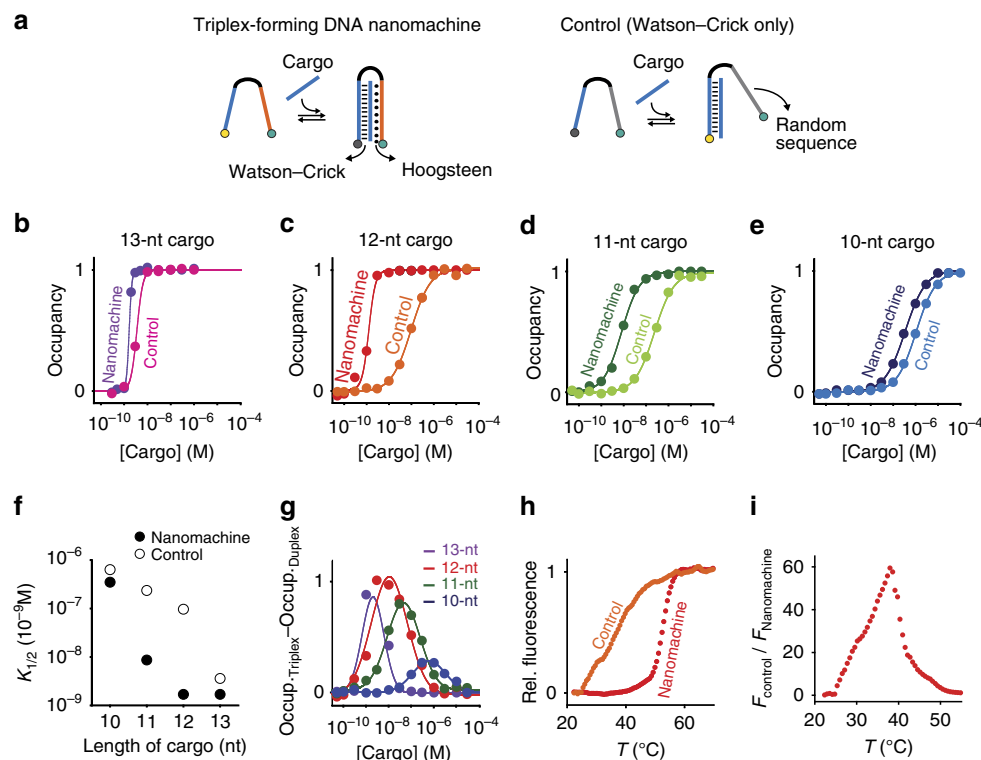 a
Triplex-forming DNA nanomachine
Control (Watson–Crick only)
Cargo
Cargo
Watson–Crick
Hoogsteen
Random
sequence
b
13-nt cargo
Occupancy
1
0
Nanomachine
Control
10⁻¹⁰ 10⁻⁸ 10⁻⁶ 10⁻⁴
[Cargo] (M)
c
12-nt cargo
Occupancy
1
0
Nanomachine
Control
10⁻¹⁰ 10⁻⁸ 10⁻⁶ 10⁻⁴
[Cargo] (M)
d
11-nt cargo
Occupancy
1
0
Nanomachine
Control
10⁻¹⁰ 10⁻⁸ 10⁻⁶ 10⁻⁴
[Cargo] (M)
e
10-nt cargo
Occupancy
1
0
Nanomachine
Control
10⁻¹⁰ 10⁻⁸ 10⁻⁶ 10⁻⁴
[Cargo] (M)
f
Nanomachine
Control
K1/2 (10⁻⁹M)
10⁻⁶
10⁻⁷
10⁻⁸
10⁻⁹
10 11 12 13
Length of cargo (nt)
g
Occup.Triplex–Occup.Duplex
1
0
13-nt
12-nt
11-nt
10-nt
10⁻¹⁰ 10⁻⁸ 10⁻⁶ 10⁻⁴
[Cargo] (M)
h
Rel. fluorescence
1
0
Control
Nanomachine
20 40 60
T (°C)
i
Fcontrol / FNanomachine
60
40
20
0
20 30 40 50
T (°C)